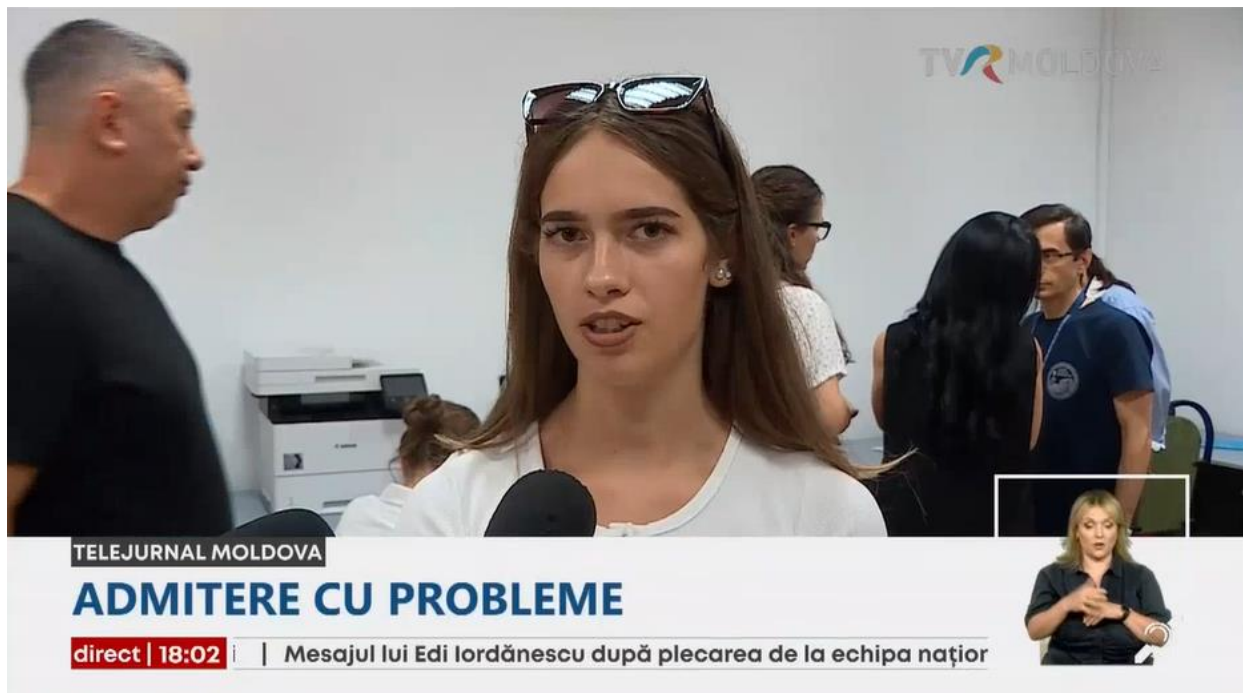 TVR MOLDOVA
TELEJURNAL MOLDOVA
ADMITERE CU PROBLEME
direct | 18:02 i | Mesajul lui Edi Iordănescu după plecarea de la echipa națior